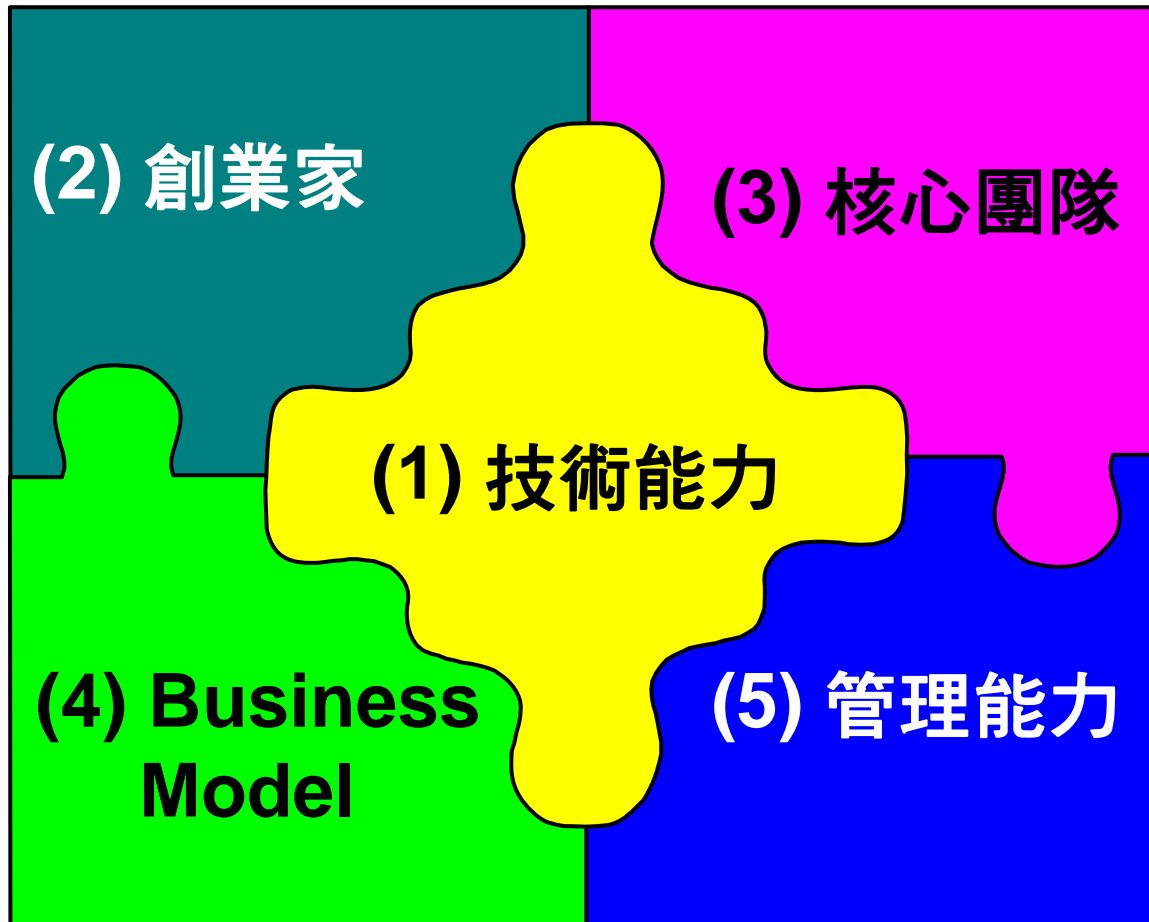 (2) 創業家
(3) 核心團隊
(1) 技術能力
(4) Business
Model
(5) 管理能力